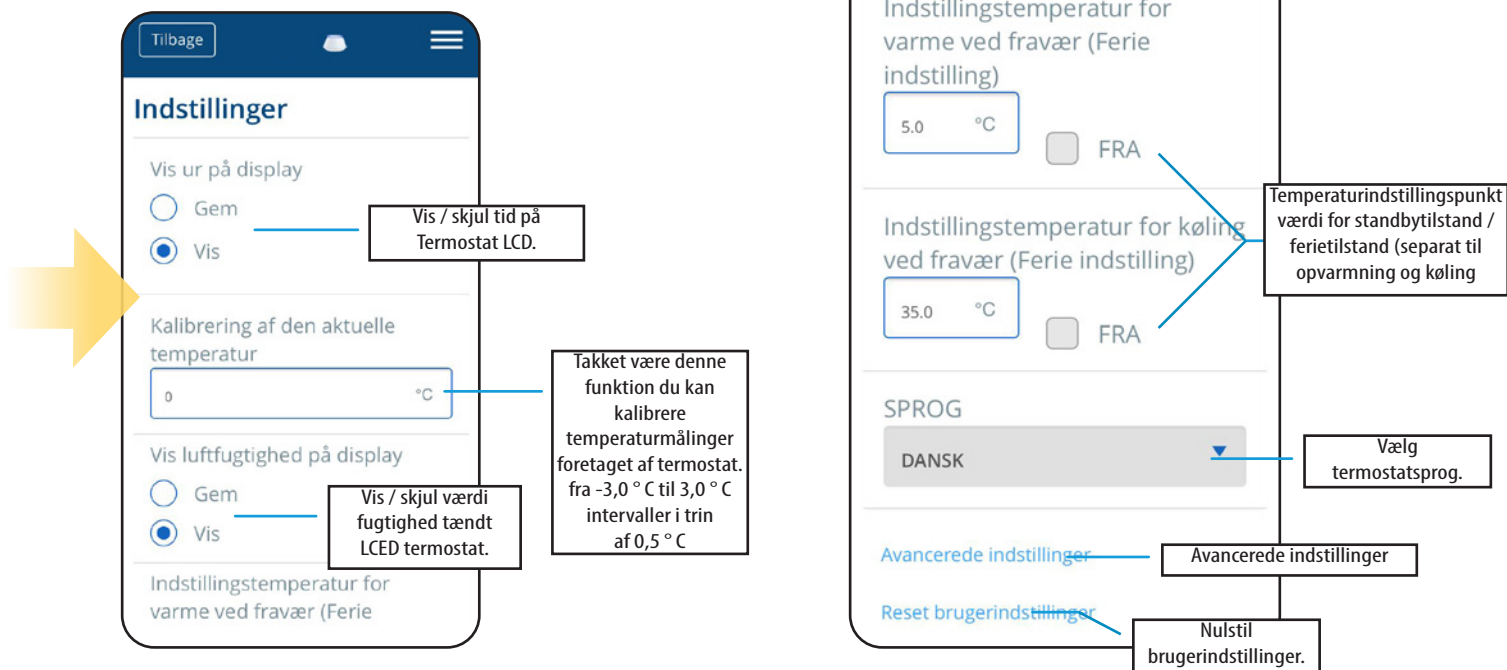 Tilbage
Indstillinger
Vis ur på display
Gem
Vis
Vis / skjul tid på
Termostat LCD.
Kalibrering af den aktuelle
temperatur
0 °C
Takket være denne
funktion du kan
kalibrere
temperaturmålinger
foretaget af termostat.
fra -3,0 ° C til 3,0 ° C
intervaller i trin
af 0,5 ° C
Vis luftfugtighed på display
Gem
Vis
Vis / skjul værdi
fugtighed tændt
LCED termostat.
Indstillingstemperatur for
varme ved fravær (Ferie
Indstillingstemperatur for
varme ved fravær (Ferie
indstilling)
5.0 °C
FRA
Temperaturindstillingspunkt
værdi for standbytilstand /
ferietilstand (separat til
opvarmning og køling
Indstillingstemperatur for køling
ved fravær (Ferie indstilling)
35.0 °C
FRA
SPROG
DANSK
Vælg
termostatsprog.
Avancerede indstillinger
Avancerede indstillinger
Reset brugerindstillinger
Nulstil
brugerindstillinger.